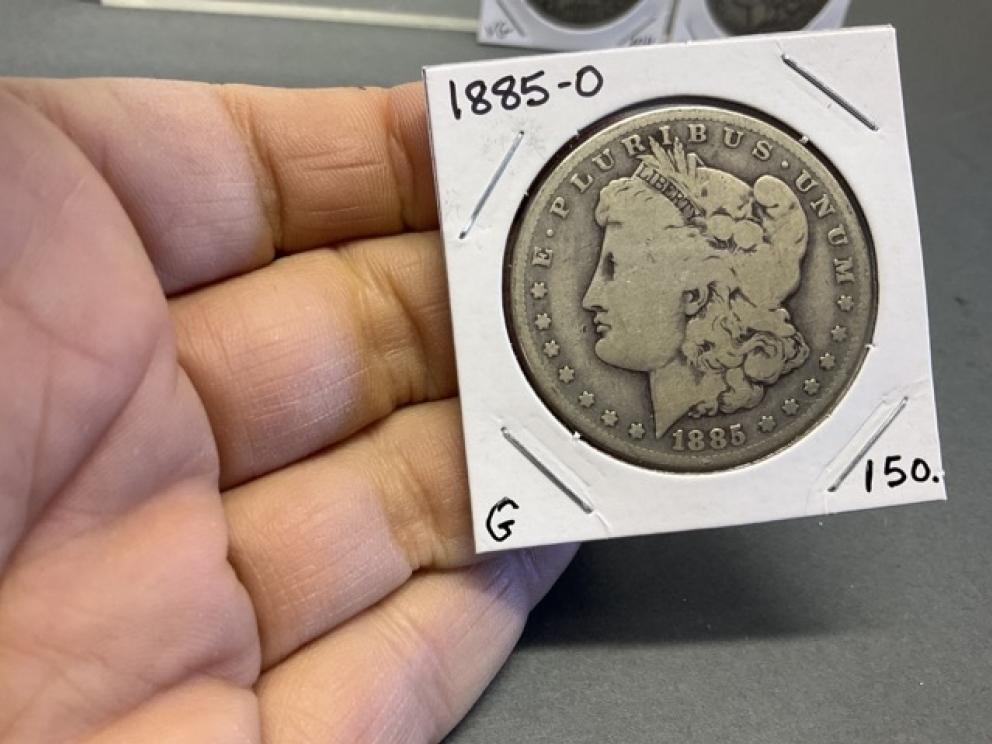 1885-O
E·PLURIBUS·UNUM
LIBERTY
1885
G
150.